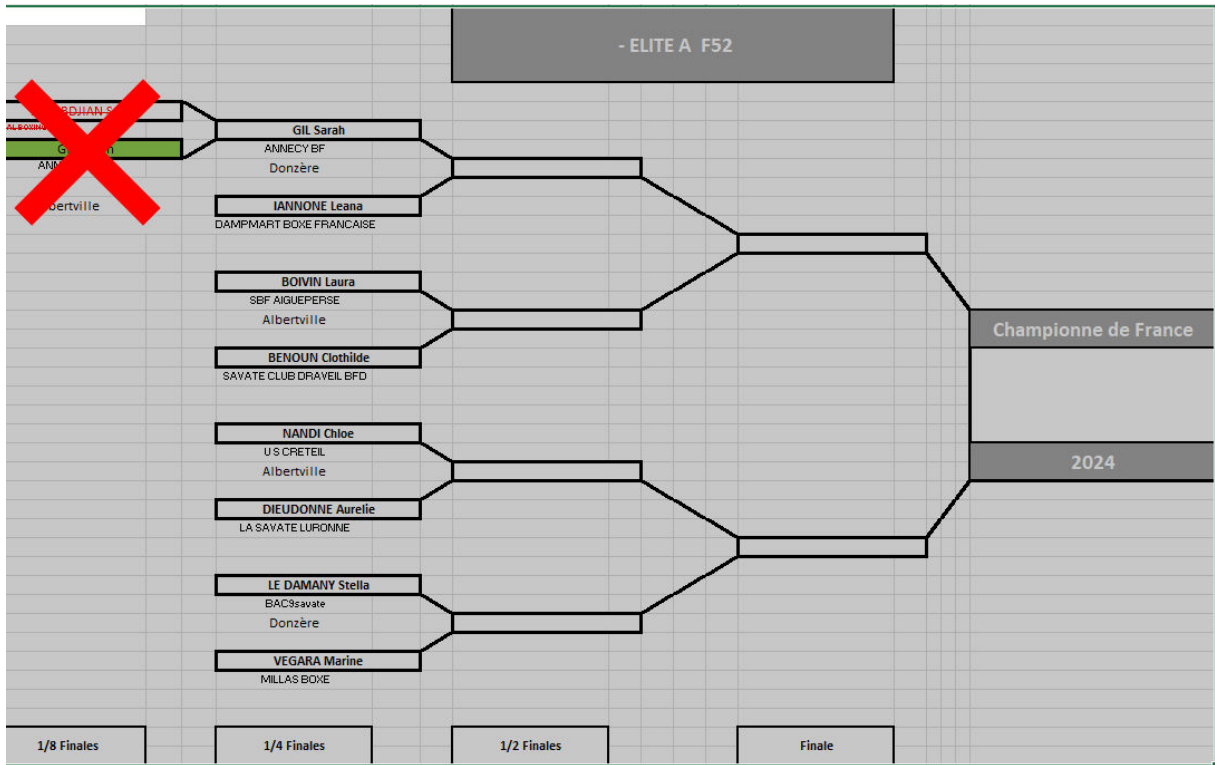 - ELITE A F52
GIL Sarah
ANNECY BF
Donzère
IANNONE Leana
DAMPMART BOXE FRANCAISE
BOIVIN Laura
SBF AIGUEPERSE
Albertville
BENOUN Clothilde
SAVATE CLUB DRAVEIL BFD
NANDI Chloe
U S CRETEIL
Albertville
DIEUDONNE Aurelie
LA SAVATE LURONNE
LE DAMANY Stella
BAC9savate
Donzère
VEGARA Marine
MILLAS BOXE
Championne de France
2024
1/8 Finales
1/4 Finales
1/2 Finales
Finale